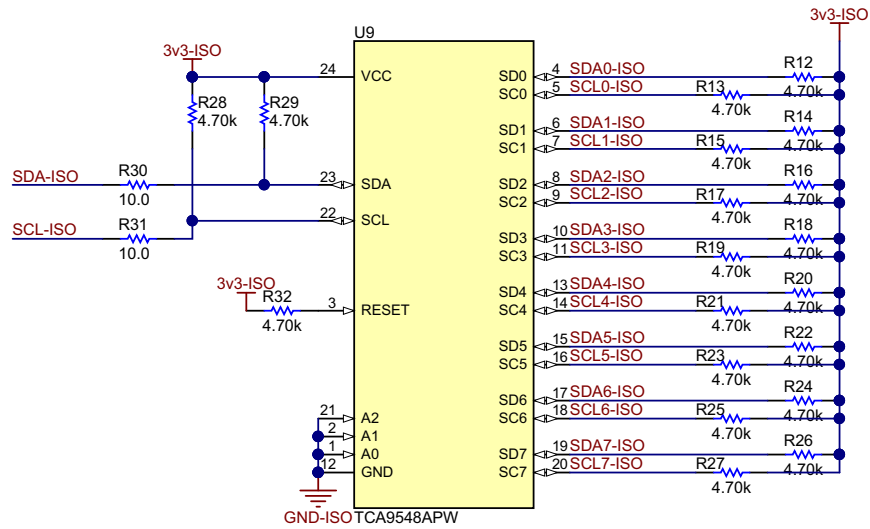 U9
3v3-ISO
3v3-ISO
24 VCC
R28
4.70k
R29
4.70k
SDA-ISO
R30
10.0
23 SDA
SCL-ISO
R31
10.0
22 SCL
3v3-ISO
R32
4.70k
3 RESET
21 A2
2 A1
1 A0
12 GND
GND-ISO
TCA9548APW
SD0 4 SDA0-ISO R12 4.70k
SC0 5 SCL0-ISO R13 4.70k
SD1 6 SDA1-ISO R14 4.70k
SC1 7 SCL1-ISO R15 4.70k
SD2 8 SDA2-ISO R16 4.70k
SC2 9 SCL2-ISO R17 4.70k
SD3 10 SDA3-ISO R18 4.70k
SC3 11 SCL3-ISO R19 4.70k
SD4 13 SDA4-ISO R20 4.70k
SC4 14 SCL4-ISO R21 4.70k
SD5 15 SDA5-ISO R22 4.70k
SC5 16 SCL5-ISO R23 4.70k
SD6 17 SDA6-ISO R24 4.70k
SC6 18 SCL6-ISO R25 4.70k
SD7 19 SDA7-ISO R26 4.70k
SC7 20 SCL7-ISO R27 4.70k